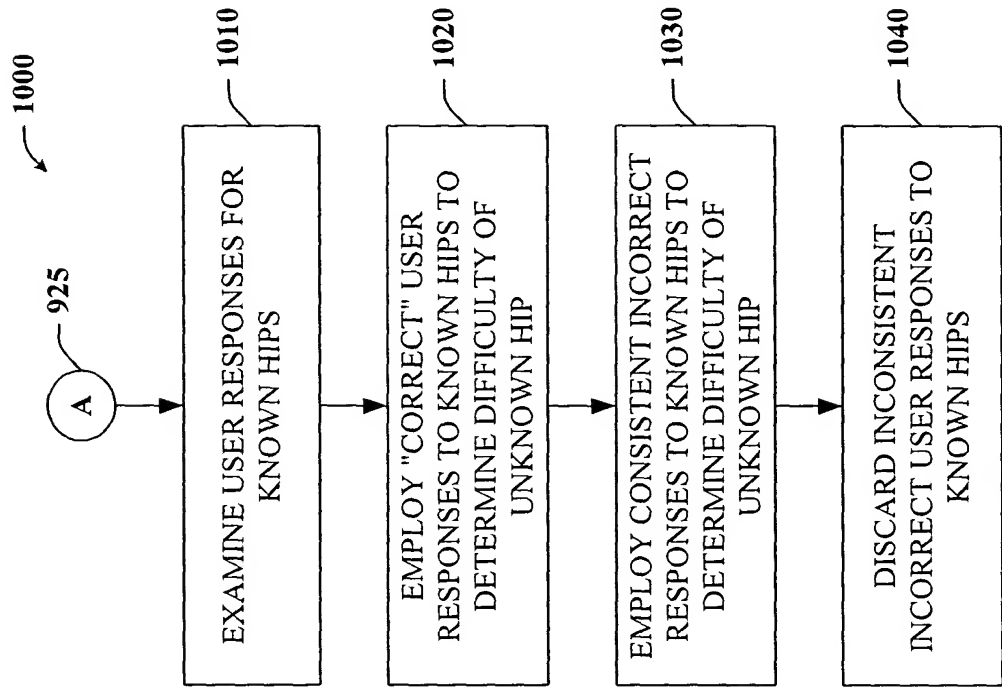 1000
925
A
1010
EXAMINE USER RESPONSES FOR
KNOWN HIPS
1020
EMPLOY "CORRECT" USER
RESPONSES TO KNOWN HIPS TO
DETERMINE DIFFICULTY OF
UNKNOWN HIP
1030
EMPLOY CONSISTENT INCORRECT
RESPONSES TO KNOWN HIPS TO
DETERMINE DIFFICULTY OF
UNKNOWN HIP
1040
DISCARD INCONSISTENT
INCORRECT USER RESPONSES TO
KNOWN HIPS